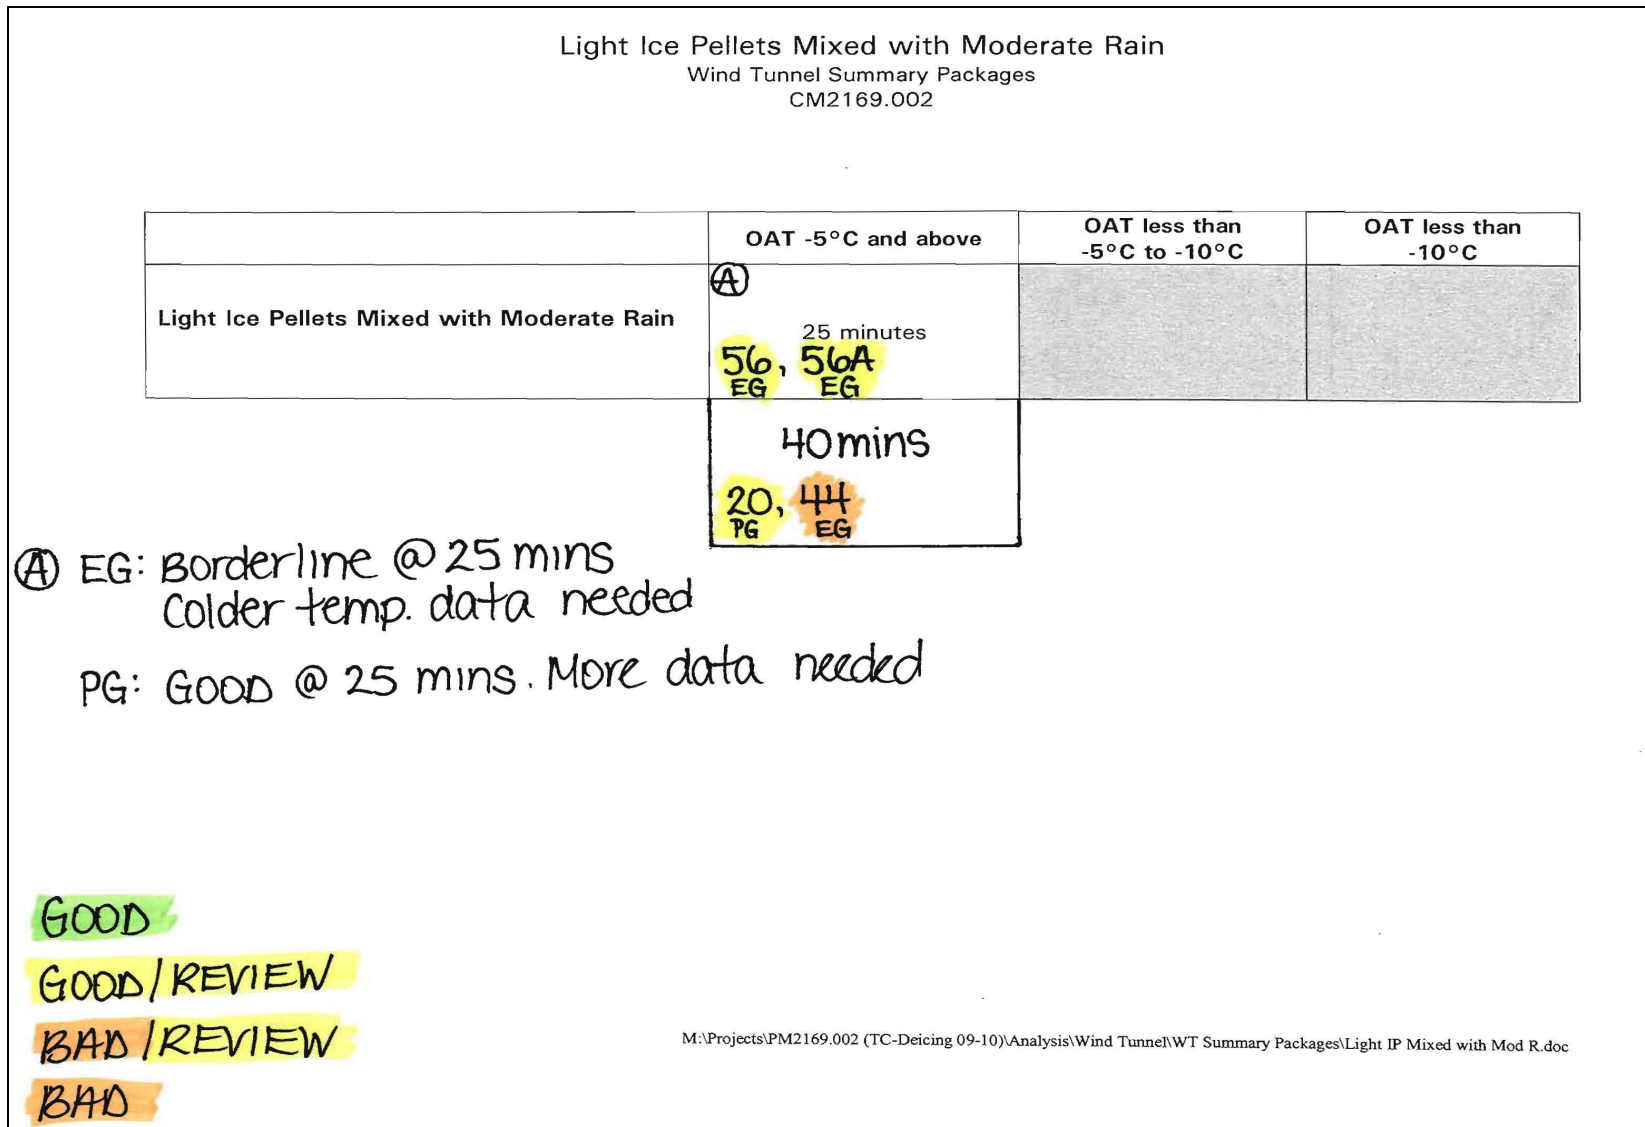 Light Ice Pellets Mixed with Moderate Rain
Wind Tunnel Summary Packages
CM2169.002
OAT -5°C and above
OAT less than
-5°C to -10°C
OAT less than
-10°C
Light Ice Pellets Mixed with Moderate Rain
A
25 minutes
56, 56A
EG EG
40 mins
20, 44
PG EG
A EG: Borderline @ 25 mins
Colder temp. data needed
PG: GOOD @ 25 mins. More data needed
GOOD
GOOD/REVIEW
BAD/REVIEW
BAD
M:\Projects\PM2169.002 (TC-Deicing 09-10)\Analysis\Wind Tunnel\WT Summary Packages\Light IP Mixed with Mod R.doc